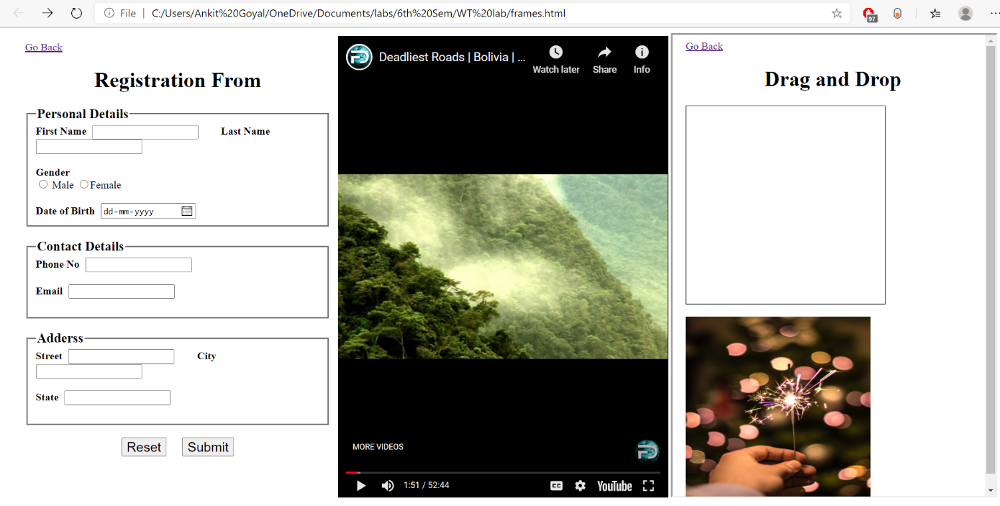 File | C:/Users/Ankit%20Goyal/OneDrive/Documents/labs/6th%20Sem/WT%20lab/frames.html
97
Go Back
Registration From
Personal Details
First Name
Last Name
Gender
Male Female
Date of Birth dd-mm-yyyy
Contact Details
Phone No
Email
Adderss
Street City
State
Reset Submit
Deadliest Roads | Bolivia | ...
Watch later Share Info
MORE VIDEOS
1:51 / 52:44
CC
YouTube
Go Back
Drag and Drop